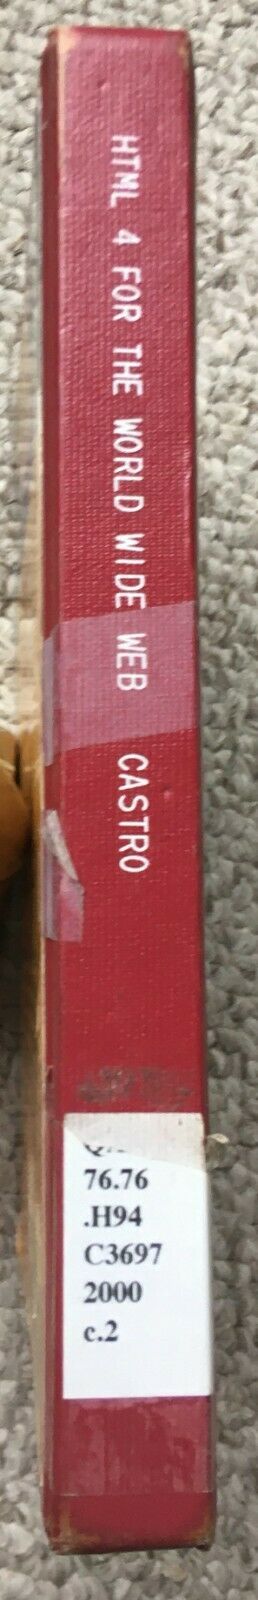 HTML 4 FOR THE WORLD WIDE WEB CASTRO
76.76
.H94
C3697
2000
c.2